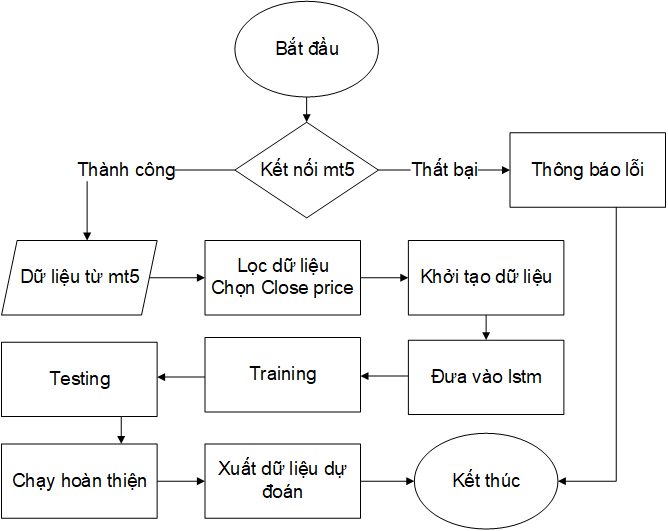 Bắt đầu
Thành công
Kết nối mt5
Thất bại
Thông báo lỗi
Dữ liệu từ mt5
Lọc dữ liệu
Chọn Close price
Khởi tạo dữ liệu
Đưa vào lstm
Training
Testing
Chạy hoàn thiện
Xuất dữ liệu dự
đoán
Kết thúc